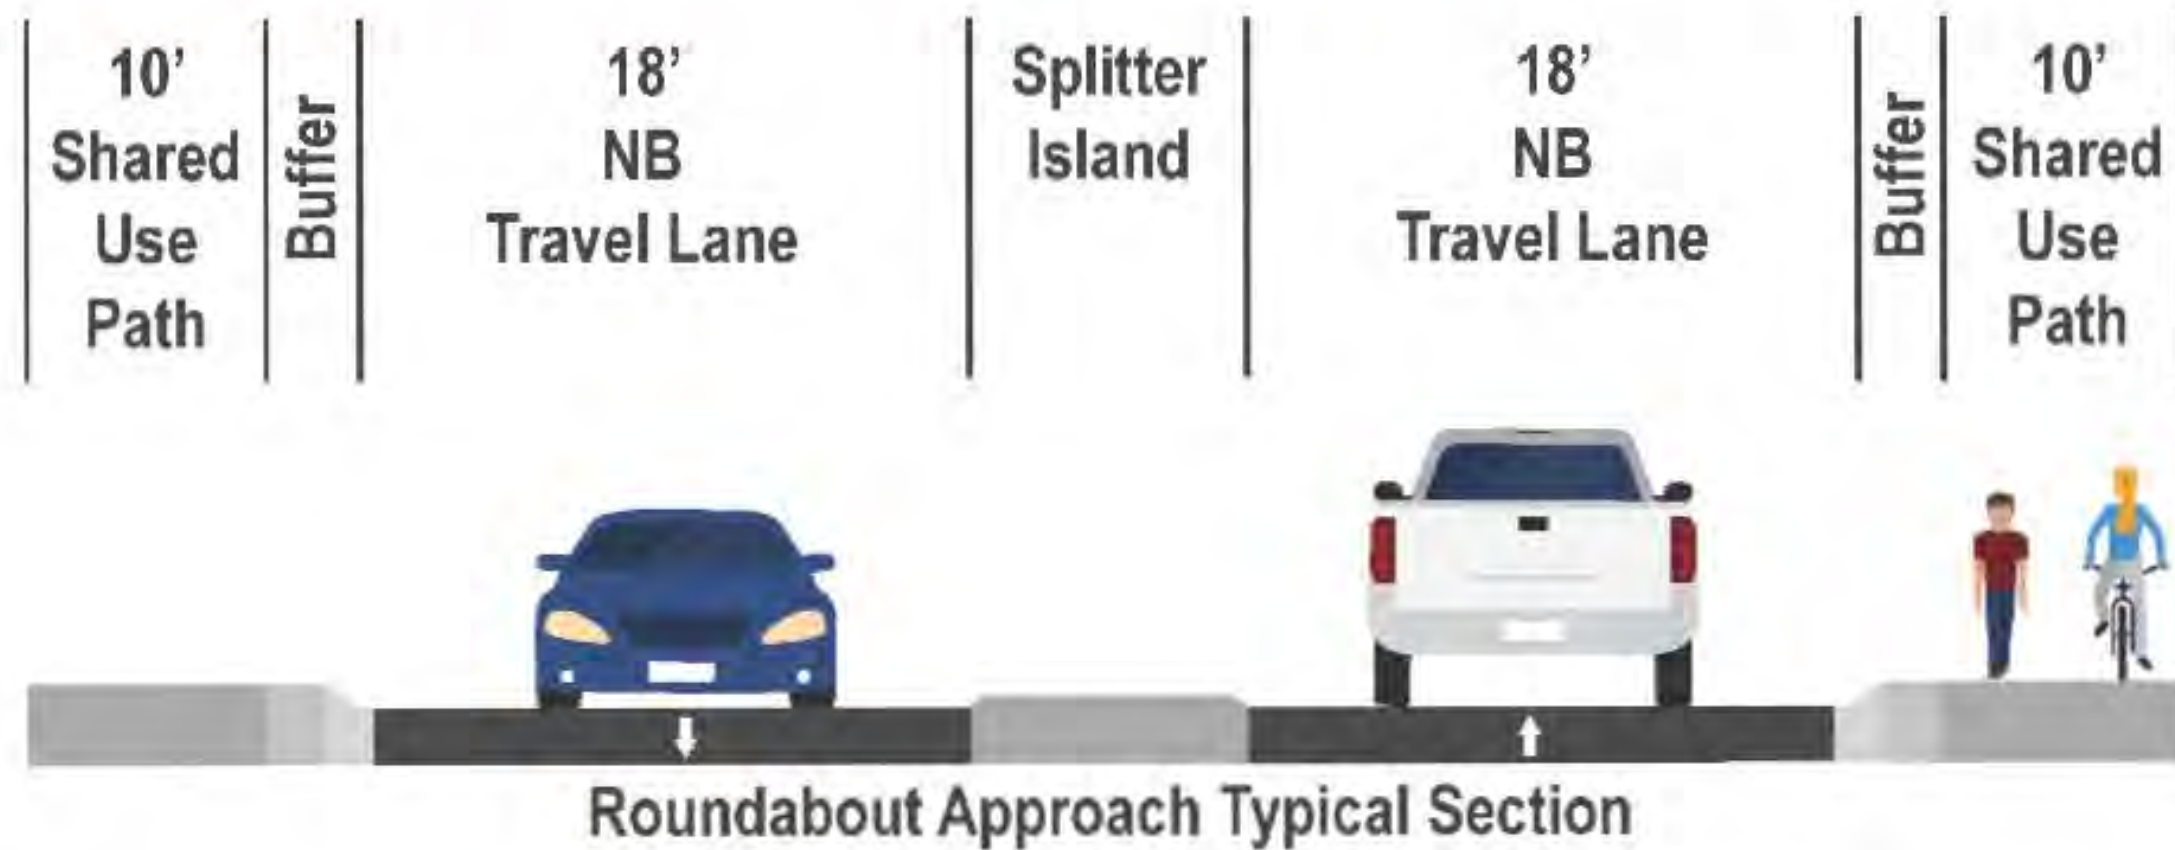 10’
Shared
Use
Path
Buffer
18’
NB
Travel Lane
Splitter
Island
18’
NB
Travel Lane
Buffer
10’
Shared
Use
Path
Roundabout Approach Typical Section